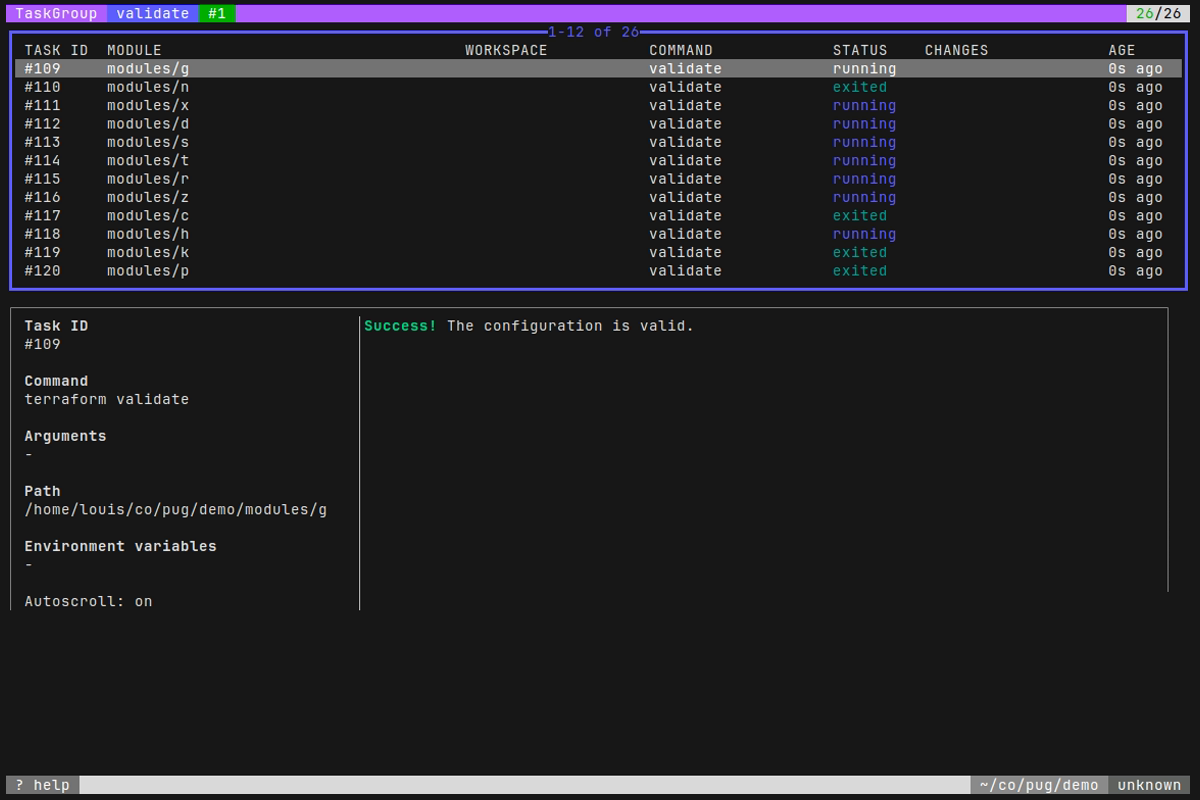 TaskGroup validate #1 26/26
1-12 of 26
TASK ID MODULE WORKSPACE COMMAND STATUS CHANGES AGE
#109 modules/g validate running 0s ago
#110 modules/n validate exited 0s ago
#111 modules/x validate running 0s ago
#112 modules/d validate running 0s ago
#113 modules/s validate running 0s ago
#114 modules/t validate running 0s ago
#115 modules/r validate running 0s ago
#116 modules/z validate running 0s ago
#117 modules/c validate exited 0s ago
#118 modules/h validate running 0s ago
#119 modules/k validate exited 0s ago
#120 modules/p validate exited 0s ago
Task ID
#109
Command
terraform validate
Arguments
-
Path
/home/louis/co/pug/demo/modules/g
Environment variables
-
Autoscroll: on
Success! The configuration is valid.
? help ~/co/pug/demo unknown